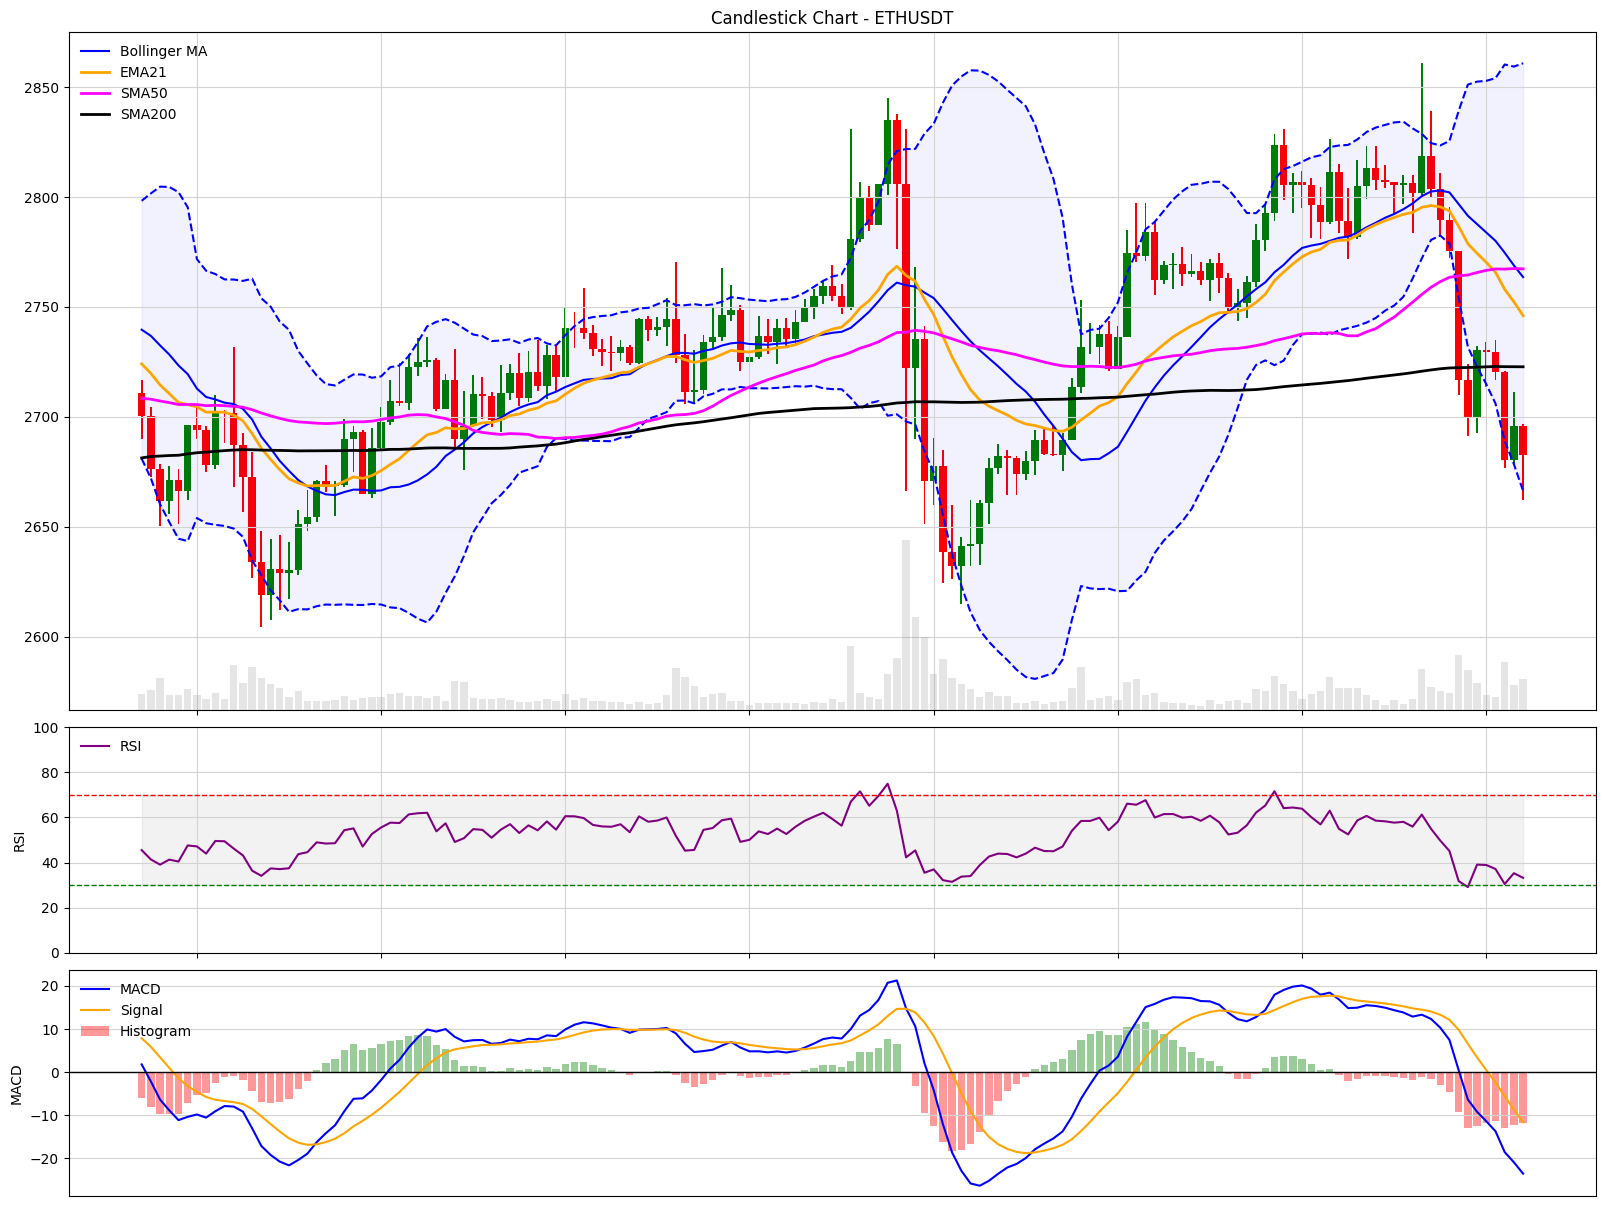 Candlestick Chart - ETHUSDT
Bollinger MA
EMA21
SMA50
SMA200
2850
2800
2750
2700
2650
2600
RSI
100
80
60
40
20
0
RSI
MACD
Signal
Histogram
20
10
0
−10
−20
MACD